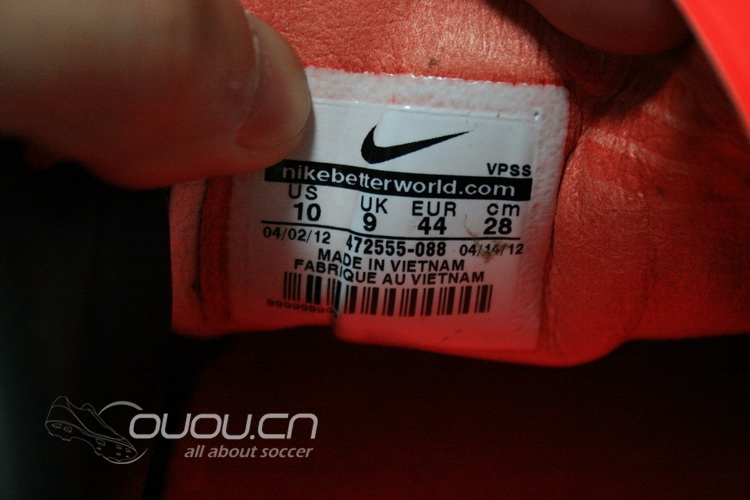 VPSS
nikebetterworld.com
US UK EUR cm
10 9 44 28
04/02/12 472555-088 04/14/12
MADE IN VIETNAM
FABRIQUE AU VIETNAM
OUOU.CN
all about soccer